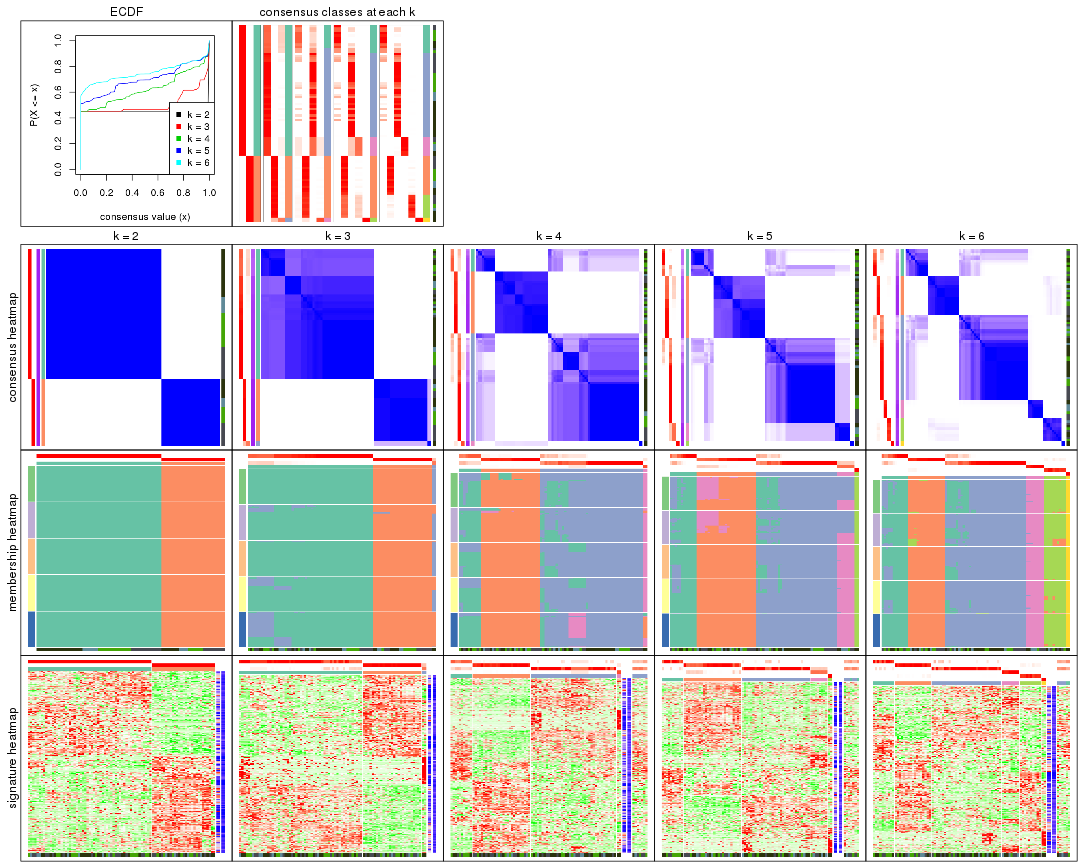 ECDF
consensus classes at each k
P(X <= x)
1.0
0.8
0.6
0.4
0.2
0.0
k = 2
k = 3
k = 4
k = 5
k = 6
0.0 0.2 0.4 0.6 0.8 1.0
consensus value (x)
k = 2 k = 3 k = 4 k = 5 k = 6
consensus heatmap
membership heatmap
signature heatmap